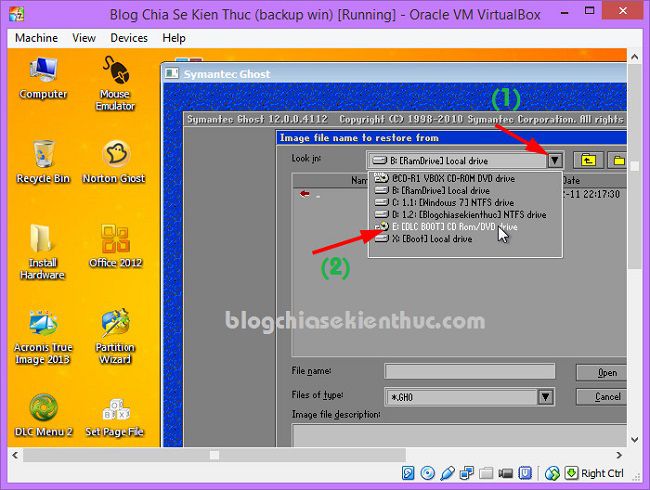 Blog Chia Se Kien Thuc (backup win) [Running] - Oracle VM VirtualBox
Machine View Devices Help
Computer
Mouse Emulator
Recycle Bin
Norton Ghost
Install Hardware
Office 2012
Acronis True Image 2013
Partition Wizard
DLC Menu 2
Set Page File
Symantec Ghost
Symantec Ghost 12.0.0.4112 Copyright (C) 1998-2010 Symantec Corporation. All rights
Image file name to restore from
(1)
Look in:
B: [RamDrive] Local drive
Nam
Date
@CD-R1 VBOX CD-ROM DVD drive
B: [RamDrive] Local drive
C: 1.1: [Windows 7] NTFS drive
D: 1.2: [Blogchiasekienthuc] NTFS drive
E: [DLC BOOT] CD Rom/DVD drive
X: [Boot] Local drive
..
-11 22:17:30
(2)
blogchiasekienthuc.com
File name:
Open
Files of type:
*.GHO
Cancel
Image file description:
Right Ctrl